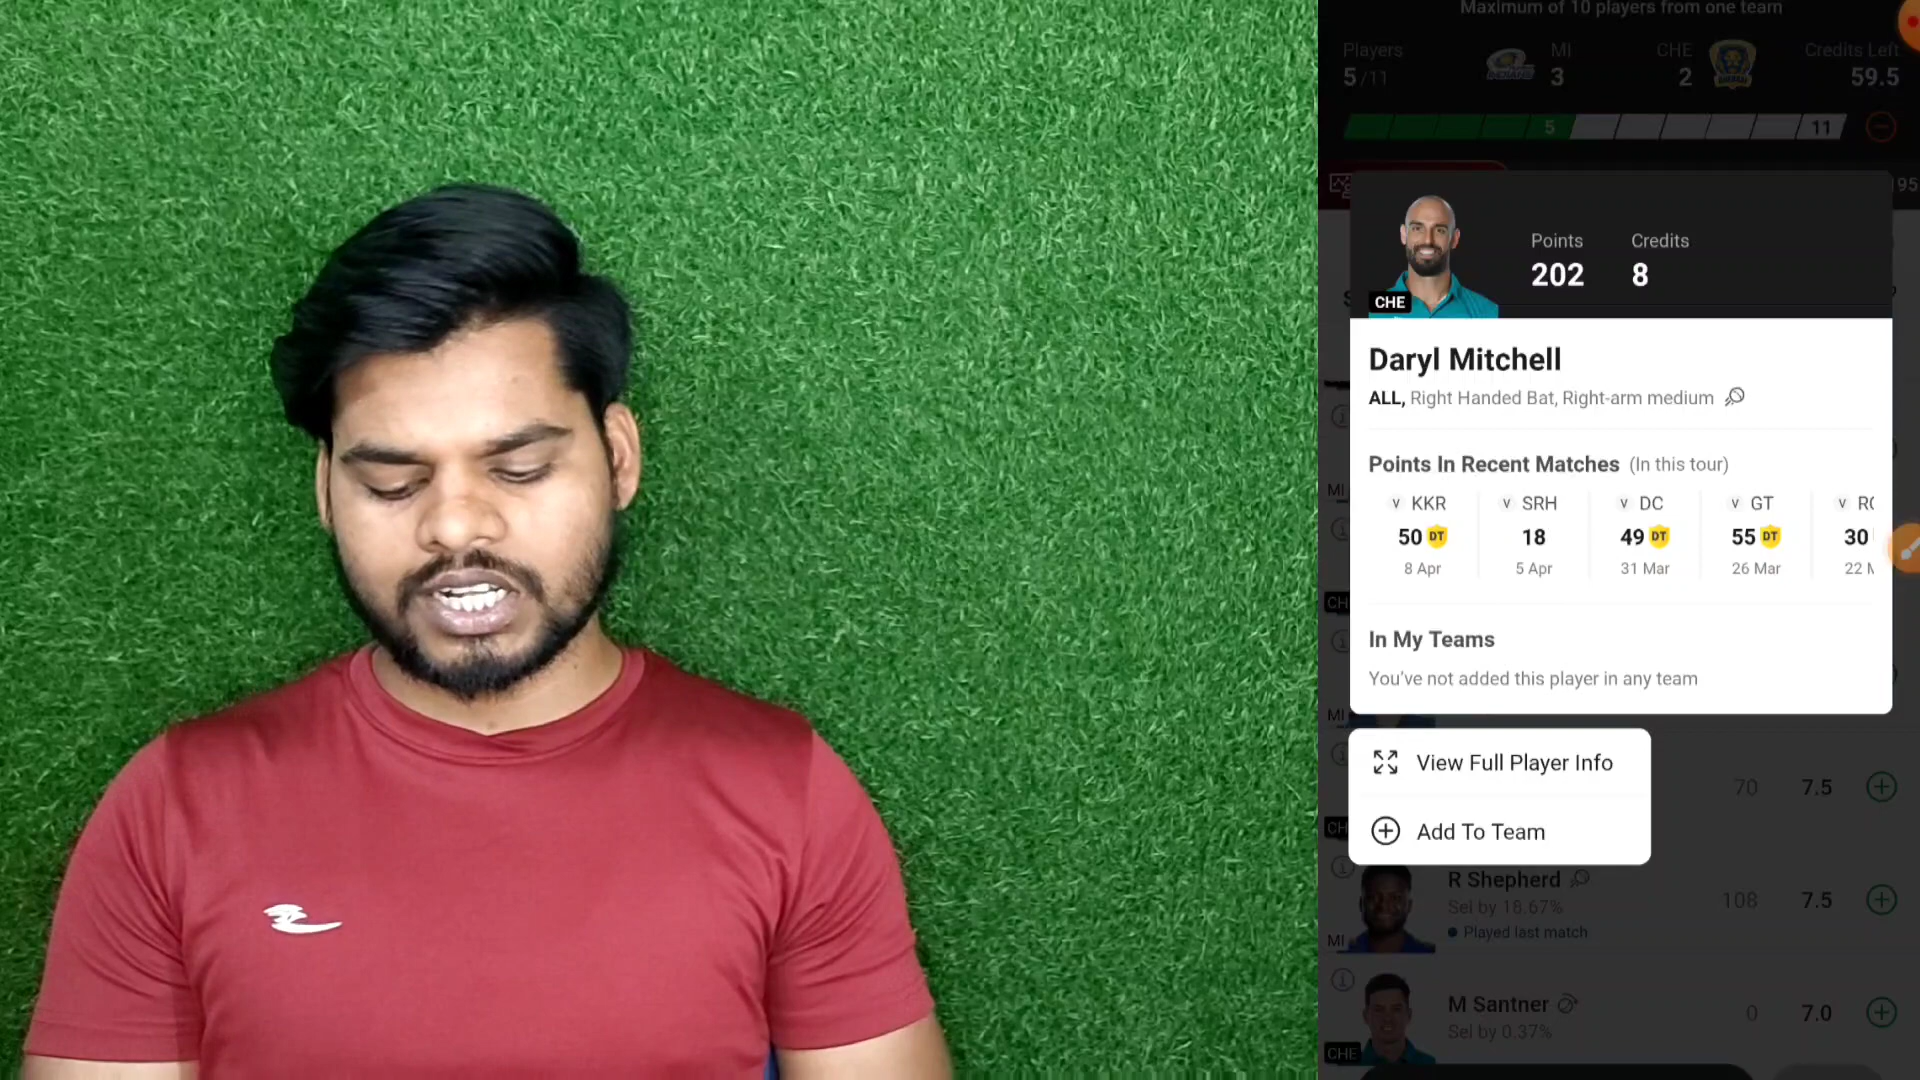 Maximum of 10 players from one team
Players MI CHE Credits Left
5/11 3 2 59.5
5 11
195
Points Credits
202 8
CHE
Daryl Mitchell
ALL, Right Handed Bat, Right-arm medium
Points In Recent Matches (In this tour)
v KKR v SRH v DC v GT v
50 DT 18 49 DT 55 DT 30
8 Apr 5 Apr 31 Mar 26 Mar 22
In My Teams
You've not added this player in any team
MI
MI
View Full Player Info
70 7.5
Add To Team
R Shepherd
Sel by 18.67% 108 7.5
Played last match
MI
M Santner
Sel by 0.37% 0 7.0
CHE